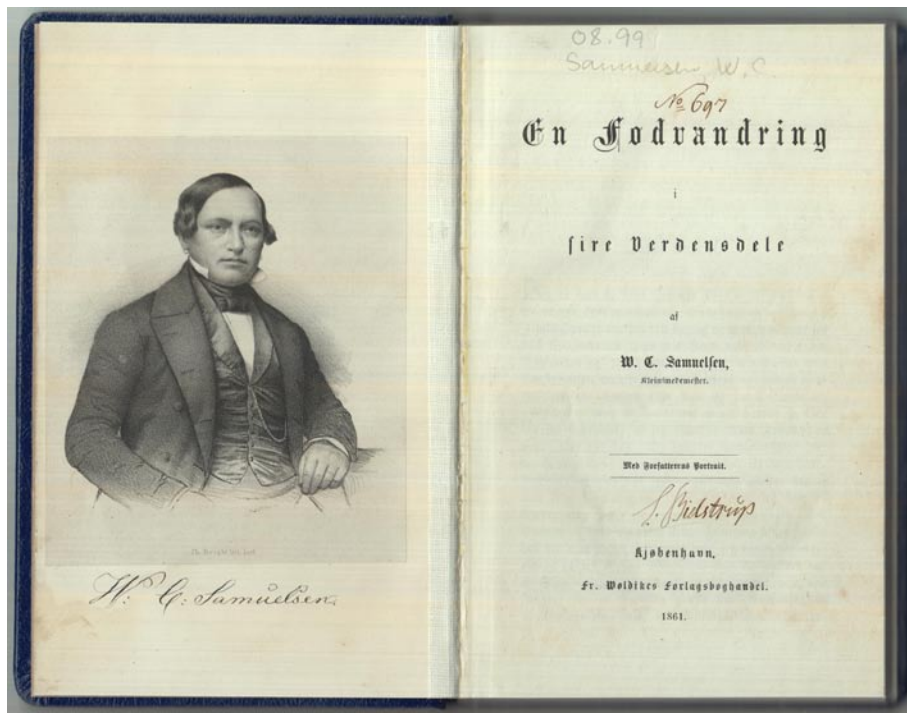 W. C. Samuelsen.
08.99
Samuelsen, W. C.
No 697
En Fodvandring
i
fire Verdensdele
af
W. C. Samuelsen,
Kleinsmedemester.
Med Forfatterens Portrait.
Bidstrup
Kjøbenhavn.
Fr. Wøldikes Forlagsboghandel.
1861.